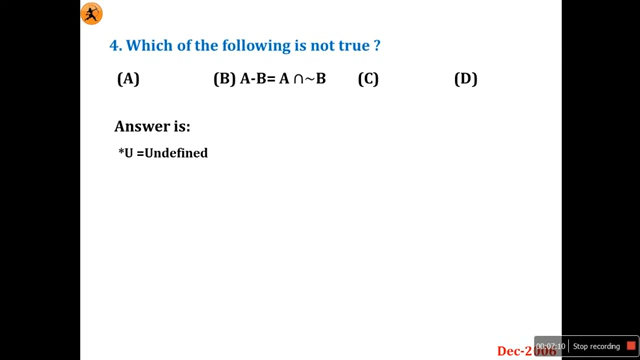 4. Which of the following is not true ?
(A) (B) A-B= A ∩~B (C) (D)
Answer is:
*U =Undefined
Dec-2006
00:07:10 Stop recording